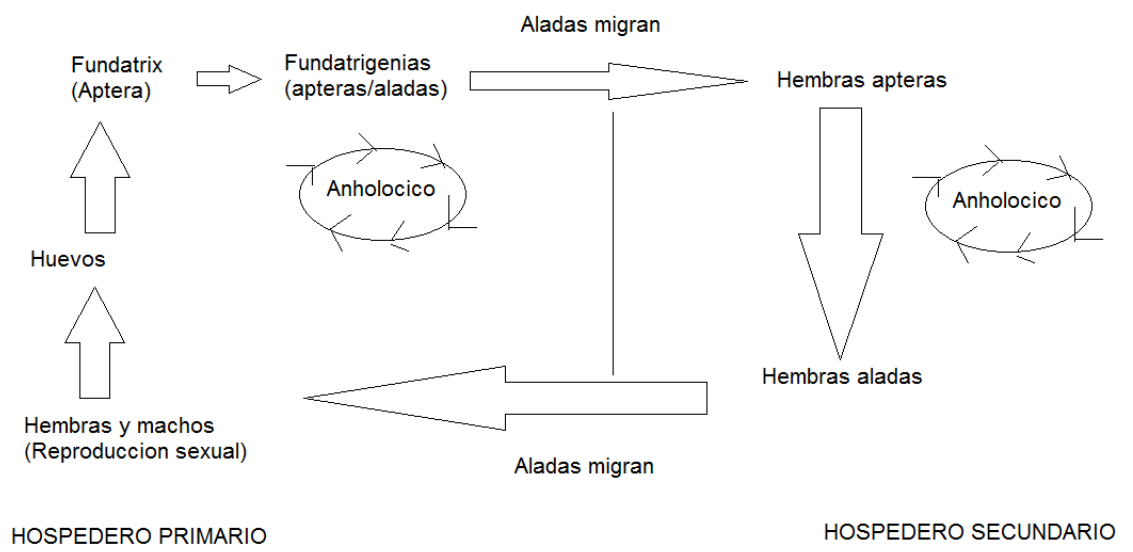 Aladas migran
Fundatrix
(Aptera)
Fundatrigenias
(apteras/aladas)
Hembras apteras
Anholocico
Anholocico
Huevos
Hembras aladas
Hembras y machos
(Reproduccion sexual)
Aladas migran
HOSPEDERO PRIMARIO
HOSPEDERO SECUNDARIO